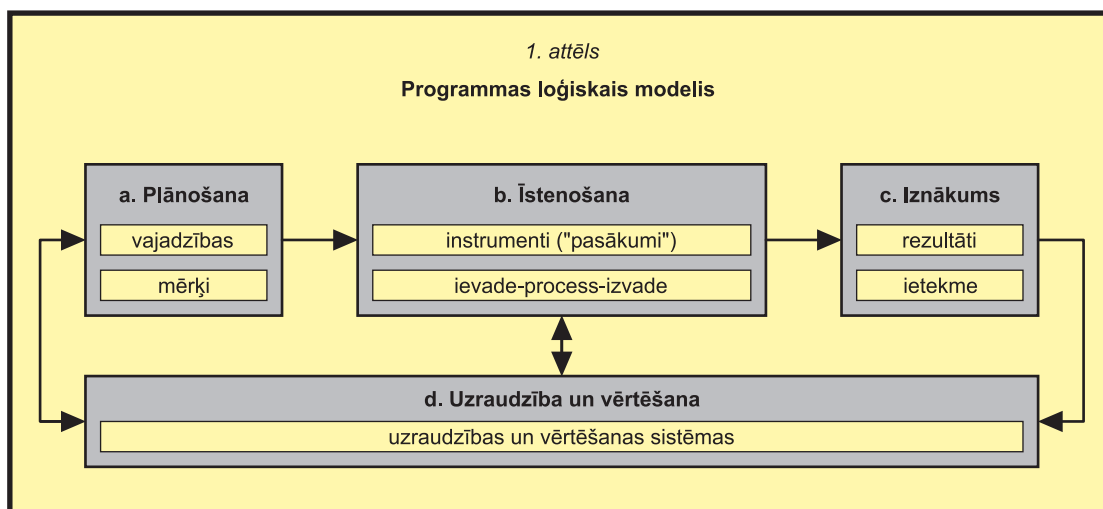 1. attēls
Programmas loģiskais modelis
a. Plānošana
vajadzības
mērķi
b. Īstenošana
instrumenti ("pasākumi")
ievade-process-izvade
c. Iznākums
rezultāti
ietekme
d. Uzraudzība un vērtēšana
uzraudzības un vērtēšanas sistēmas